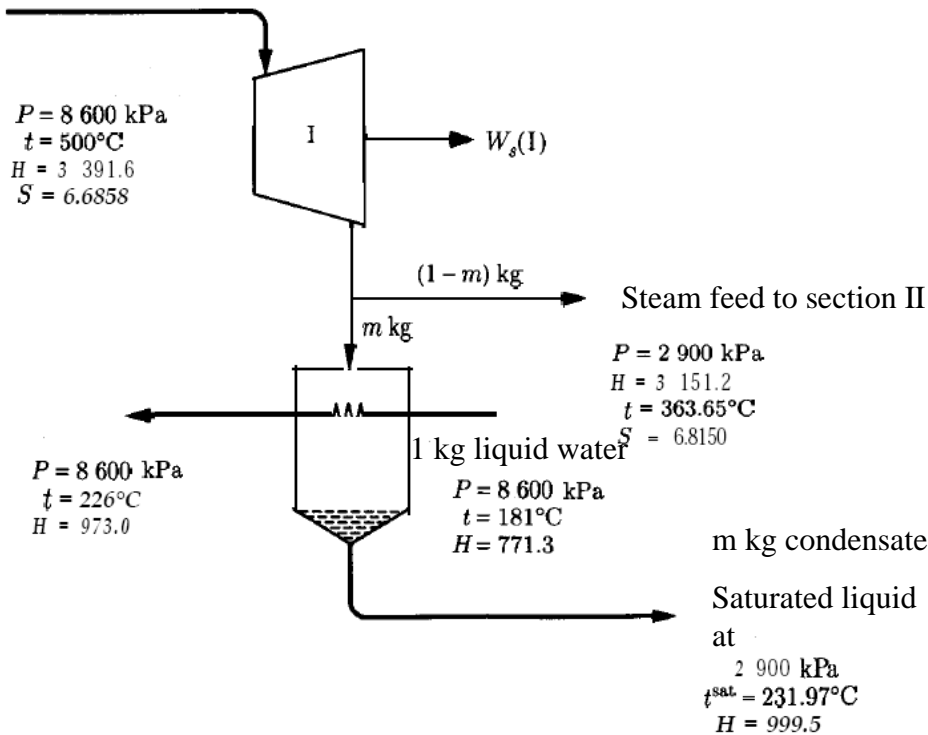 P = 8 600 kPa
t = 500°C
H = 3 391.6
S = 6.6858
I
W_s(I)
(1 − m) kg
Steam feed to section II
m kg
P = 2 900 kPa
H = 3 151.2
t = 363.65°C
S = 6.8150
1 kg liquid water
P = 8 600 kPa
t = 226°C
H = 973.0
P = 8 600 kPa
t = 181°C
H = 771.3
m kg condensate
Saturated liquid
at
2 900 kPa
t^sat = 231.97°C
H = 999.5